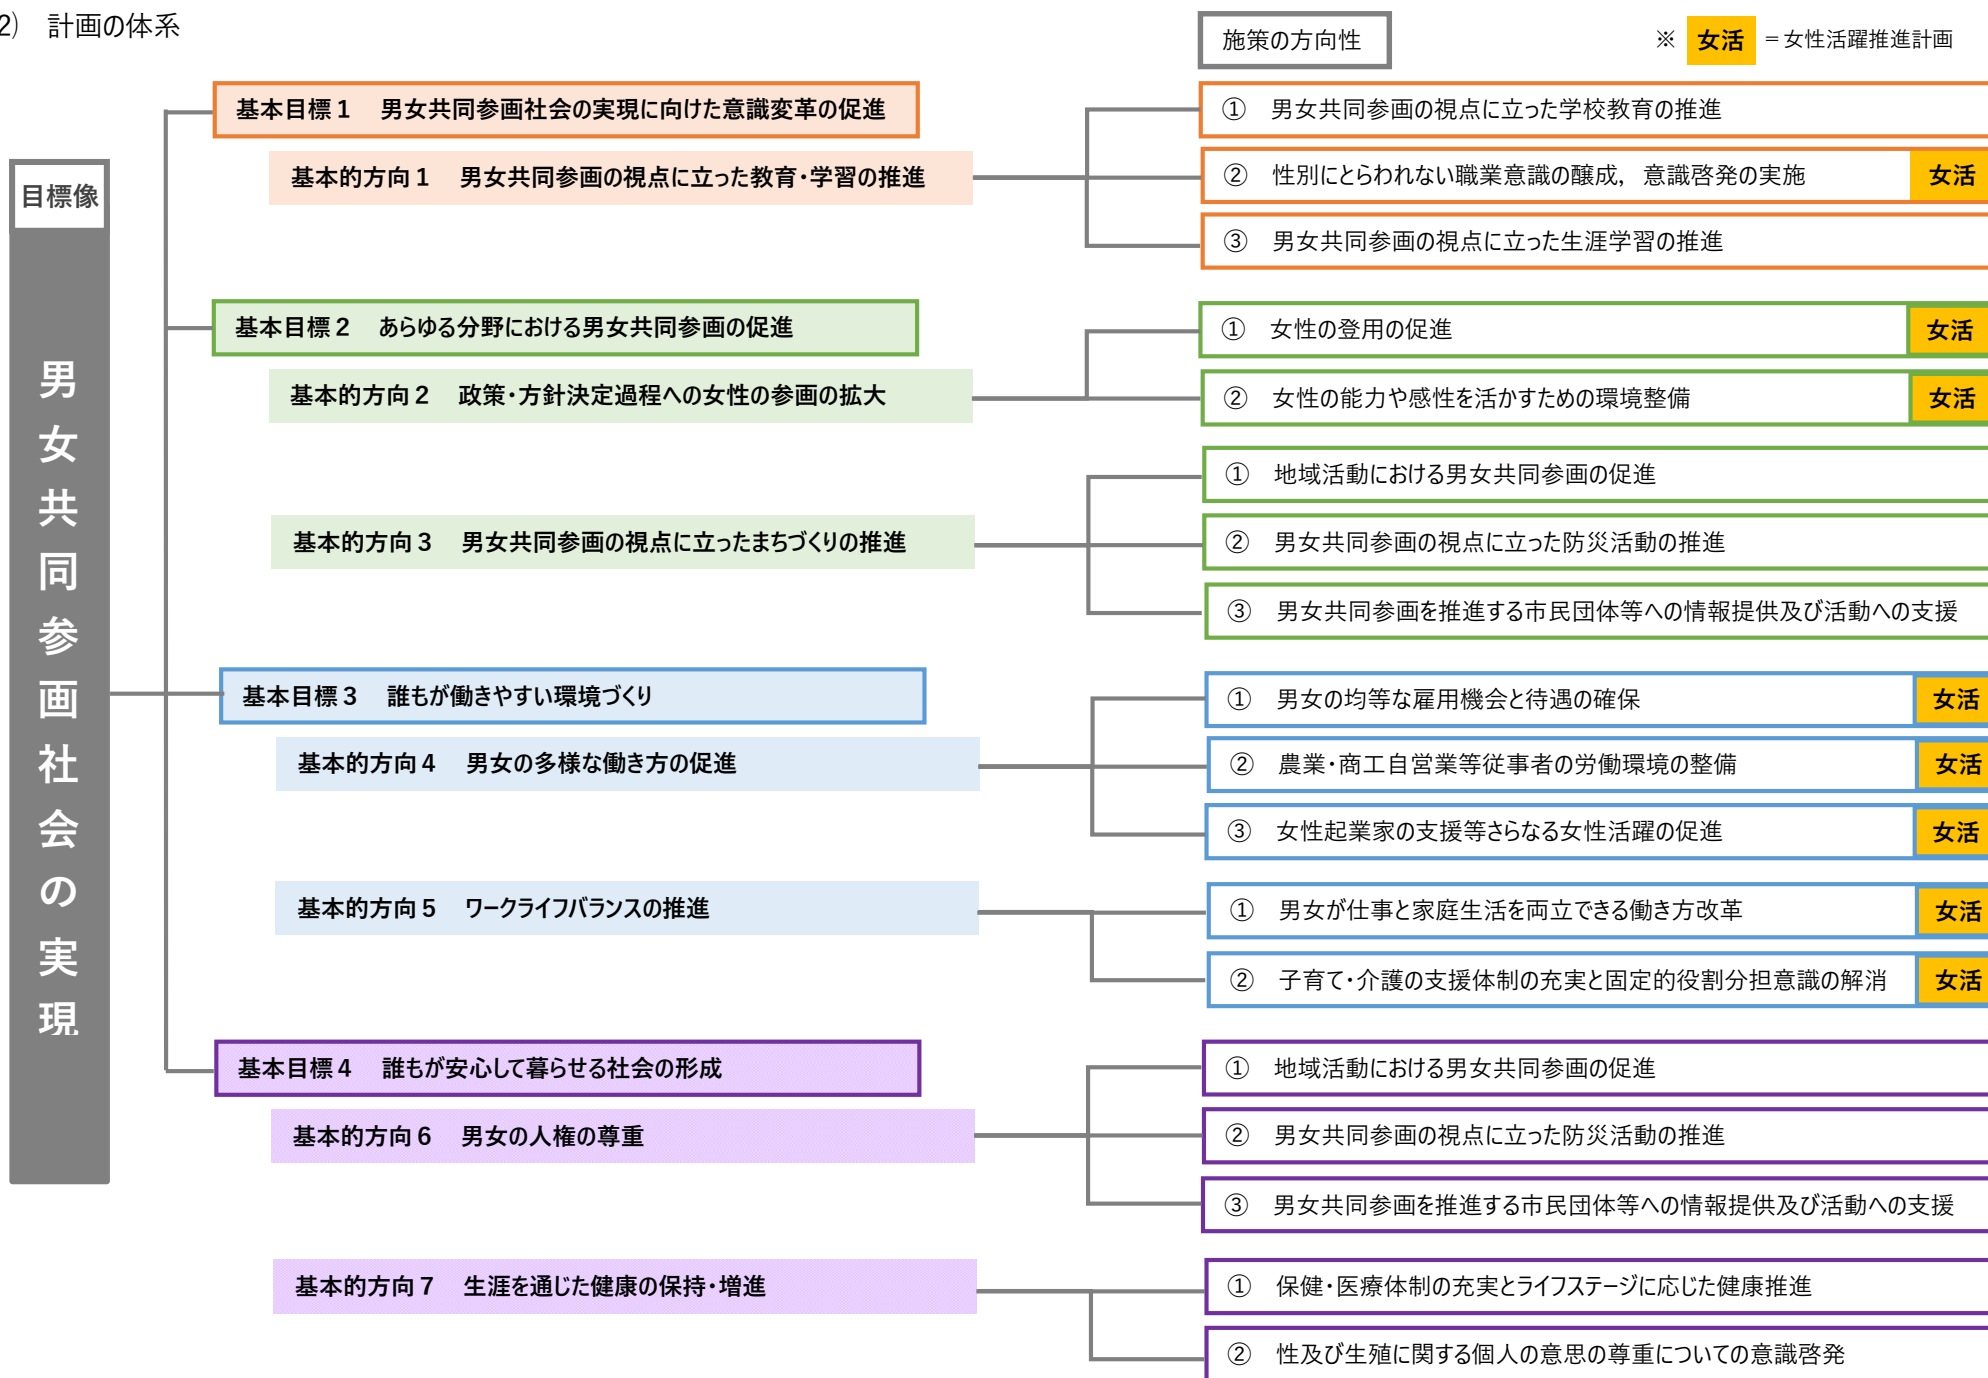 2)　計画の体系
施策の方向性
※ 女活 ＝女性活躍推進計画
目標像
男女共同参画社会の実現
基本目標１　男女共同参画社会の実現に向けた意識変革の促進
基本的方向１　男女共同参画の視点に立った教育・学習の推進
①　男女共同参画の視点に立った学校教育の推進
②　性別にとらわれない職業意識の醸成，意識啓発の実施　女活
③　男女共同参画の視点に立った生涯学習の推進
基本目標２　あらゆる分野における男女共同参画の促進
基本的方向２　政策・方針決定過程への女性の参画の拡大
①　女性の登用の促進　女活
②　女性の能力や感性を活かすための環境整備　女活
基本的方向３　男女共同参画の視点に立ったまちづくりの推進
①　地域活動における男女共同参画の促進
②　男女共同参画の視点に立った防災活動の推進
③　男女共同参画を推進する市民団体等への情報提供及び活動への支援
基本目標３　誰もが働きやすい環境づくり
基本的方向４　男女の多様な働き方の促進
①　男女の均等な雇用機会と待遇の確保　女活
②　農業・商工自営業等従事者の労働環境の整備　女活
③　女性起業家の支援等さらなる女性活躍の促進　女活
基本的方向５　ワークライフバランスの推進
①　男女が仕事と家庭生活を両立できる働き方改革　女活
②　子育て・介護の支援体制の充実と固定的役割分担意識の解消　女活
基本目標４　誰もが安心して暮らせる社会の形成
基本的方向６　男女の人権の尊重
①　地域活動における男女共同参画の促進
②　男女共同参画の視点に立った防災活動の推進
③　男女共同参画を推進する市民団体等への情報提供及び活動への支援
基本的方向７　生涯を通じた健康の保持・増進
①　保健・医療体制の充実とライフステージに応じた健康推進
②　性及び生殖に関する個人の意思の尊重についての意識啓発